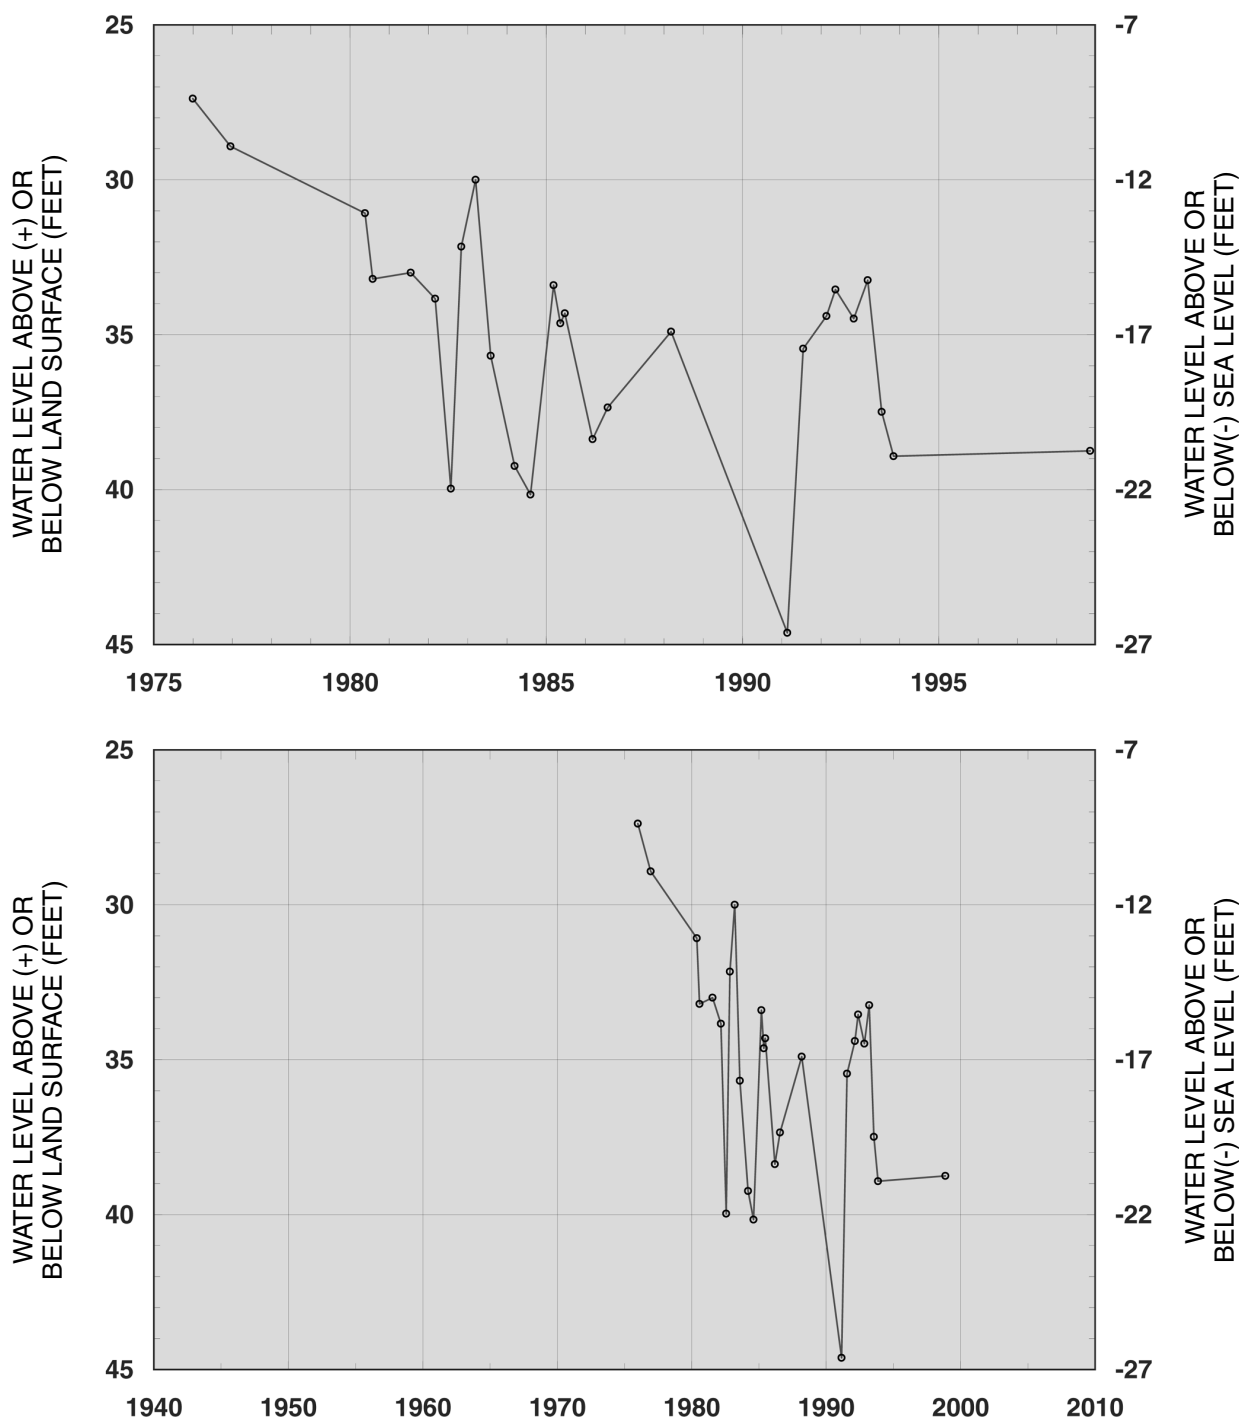 25
30
35
40
45
WATER LEVEL ABOVE (+) OR
BELOW LAND SURFACE (FEET)
-7
-12
-17
-22
-27
WATER LEVEL ABOVE OR
BELOW(-) SEA LEVEL (FEET)
1975 1980 1985 1990 1995
25
30
35
40
45
WATER LEVEL ABOVE (+) OR
BELOW LAND SURFACE (FEET)
-7
-12
-17
-22
-27
WATER LEVEL ABOVE OR
BELOW(-) SEA LEVEL (FEET)
1940 1950 1960 1970 1980 1990 2000 2010